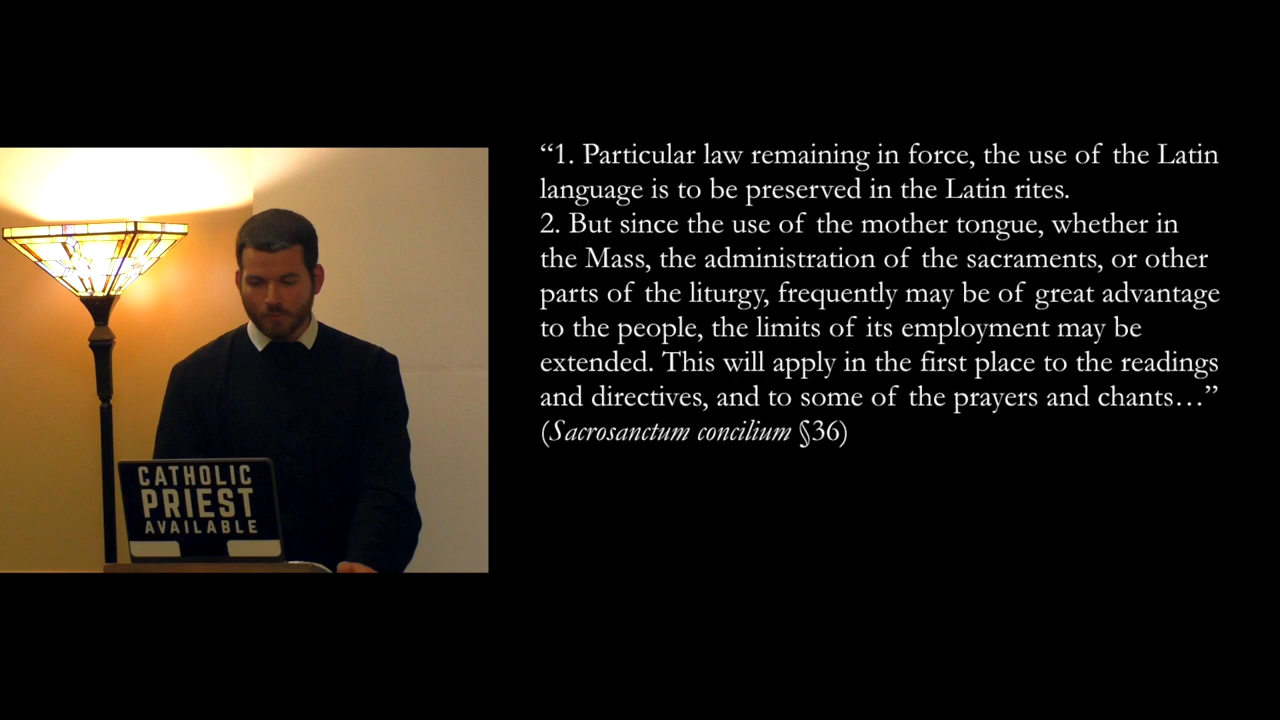 “1. Particular law remaining in force, the use of the Latin
language is to be preserved in the Latin rites.
2. But since the use of the mother tongue, whether in
the Mass, the administration of the sacraments, or other
parts of the liturgy, frequently may be of great advantage
to the people, the limits of its employment may be
extended. This will apply in the first place to the readings
and directives, and to some of the prayers and chants…”
(Sacrosanctum concilium §36)
CATHOLIC
PRIEST
AVAILABLE